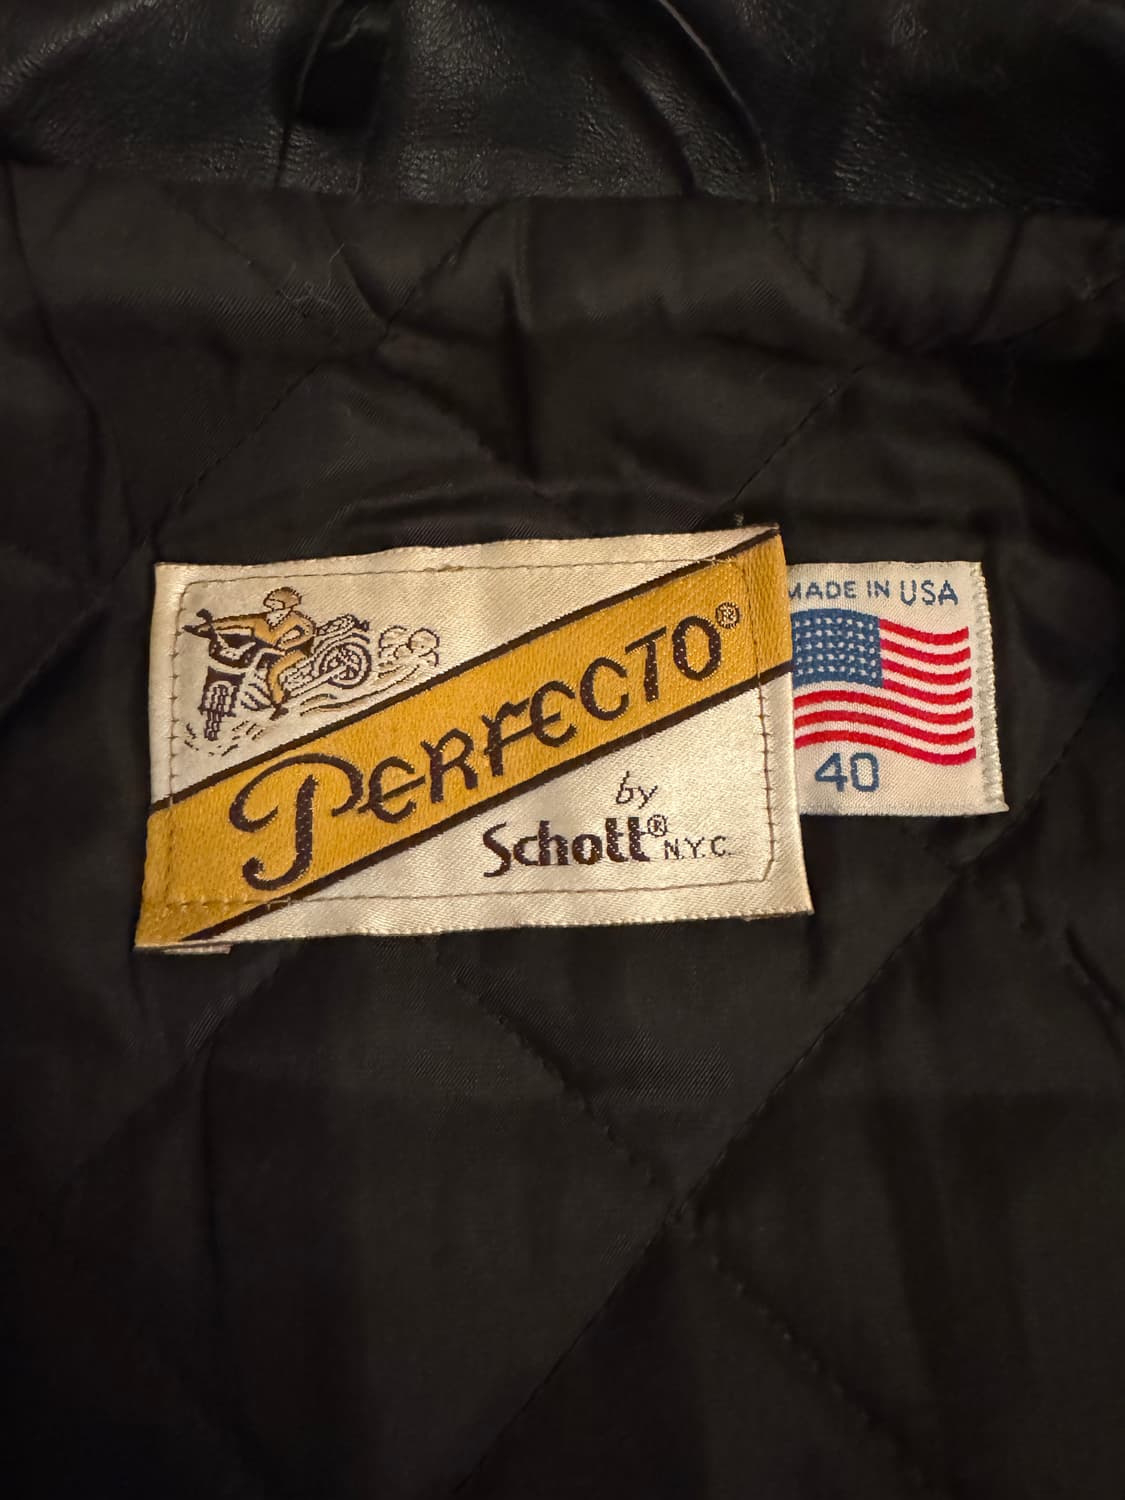 PERFECTO®
by
Schott® N.Y.C.
MADE IN USA
40